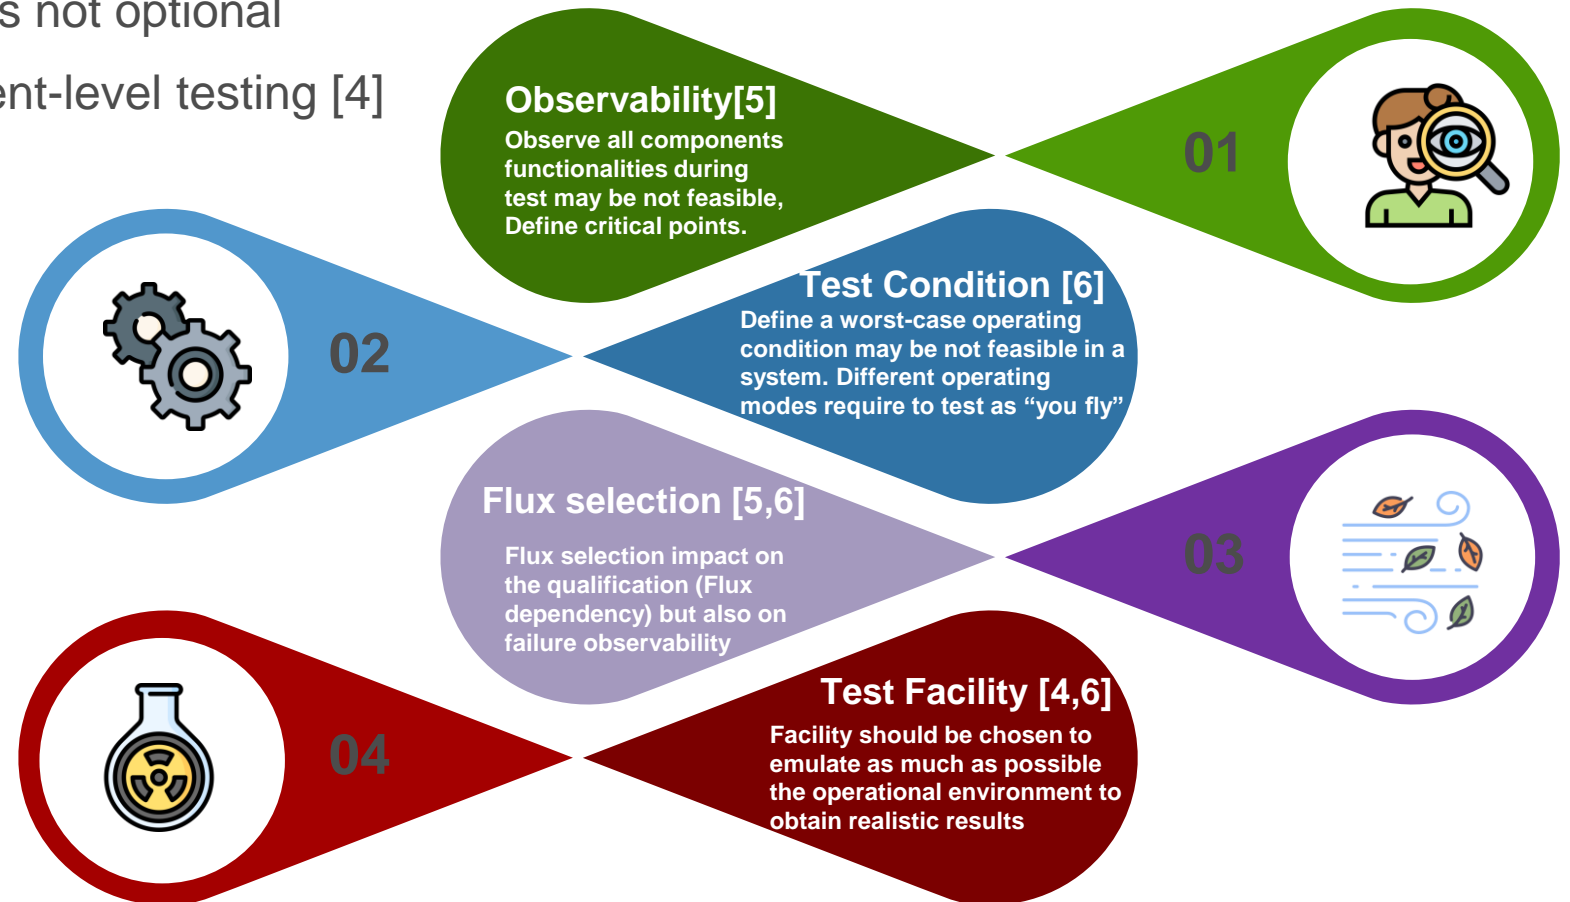 s not optional
ent-level testing [4]
Observability[5]
Observe all components
functionalities during
test may be not feasible,
Define critical points.
01
02
Test Condition [6]
Define a worst-case operating
condition may be not feasible in a
system. Different operating
modes require to test as “you fly”
Flux selection [5,6]
Flux selection impact on
the qualification (Flux
dependency) but also on
failure observability
03
04
Test Facility [4,6]
Facility should be chosen to
emulate as much as possible
the operational environment to
obtain realistic results